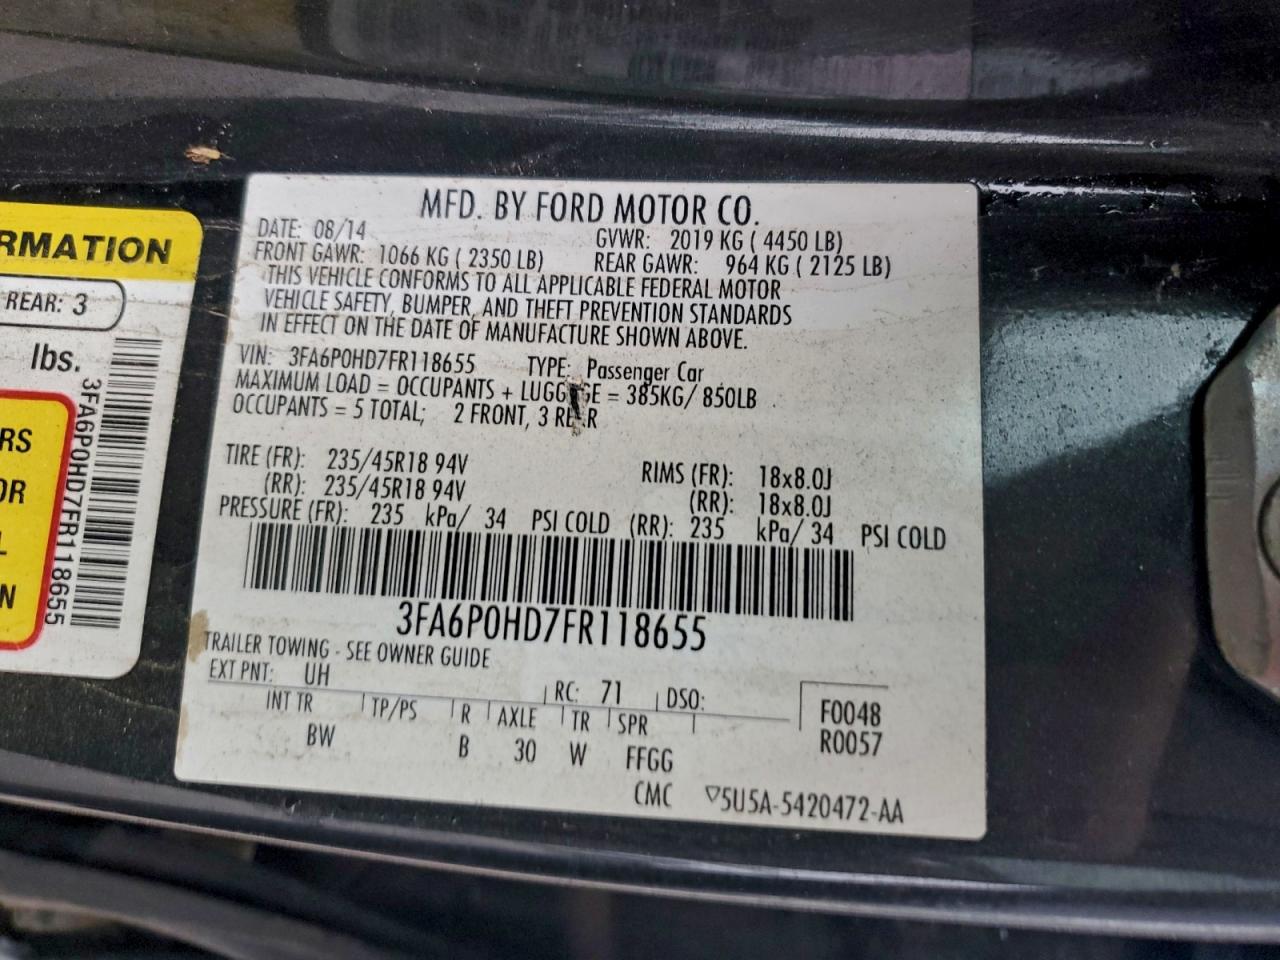 RMATION
REAR: 3
lbs.
3FA6P0HD7FR118655
RS
OR
L
N
MFD. BY FORD MOTOR CO.
DATE: 08/14 GVWR: 2019 KG ( 4450 LB)
FRONT GAWR: 1066 KG ( 2350 LB) REAR GAWR: 964 KG ( 2125 LB)
THIS VEHICLE CONFORMS TO ALL APPLICABLE FEDERAL MOTOR
VEHICLE SAFETY, BUMPER, AND THEFT PREVENTION STANDARDS
IN EFFECT ON THE DATE OF MANUFACTURE SHOWN ABOVE.
VIN: 3FA6P0HD7FR118655 TYPE: Passenger Car
MAXIMUM LOAD = OCCUPANTS + LUGGAGE = 385KG/ 850LB
OCCUPANTS = 5 TOTAL; 2 FRONT, 3 REAR
TIRE (FR): 235/45R18 94V RIMS (FR): 18x8.0J
(RR): 235/45R18 94V (RR): 18x8.0J
PRESSURE (FR): 235 kPa/ 34 PSI COLD (RR): 235 kPa/ 34 PSI COLD
3FA6P0HD7FR118655
TRAILER TOWING - SEE OWNER GUIDE
EXT PNT: UH RC: 71 DSO:
INT TR TP/PS R AXLE TR SPR F0048
BW B 30 W FFGG R0057
CMC ▽5U5A-5420472-AA